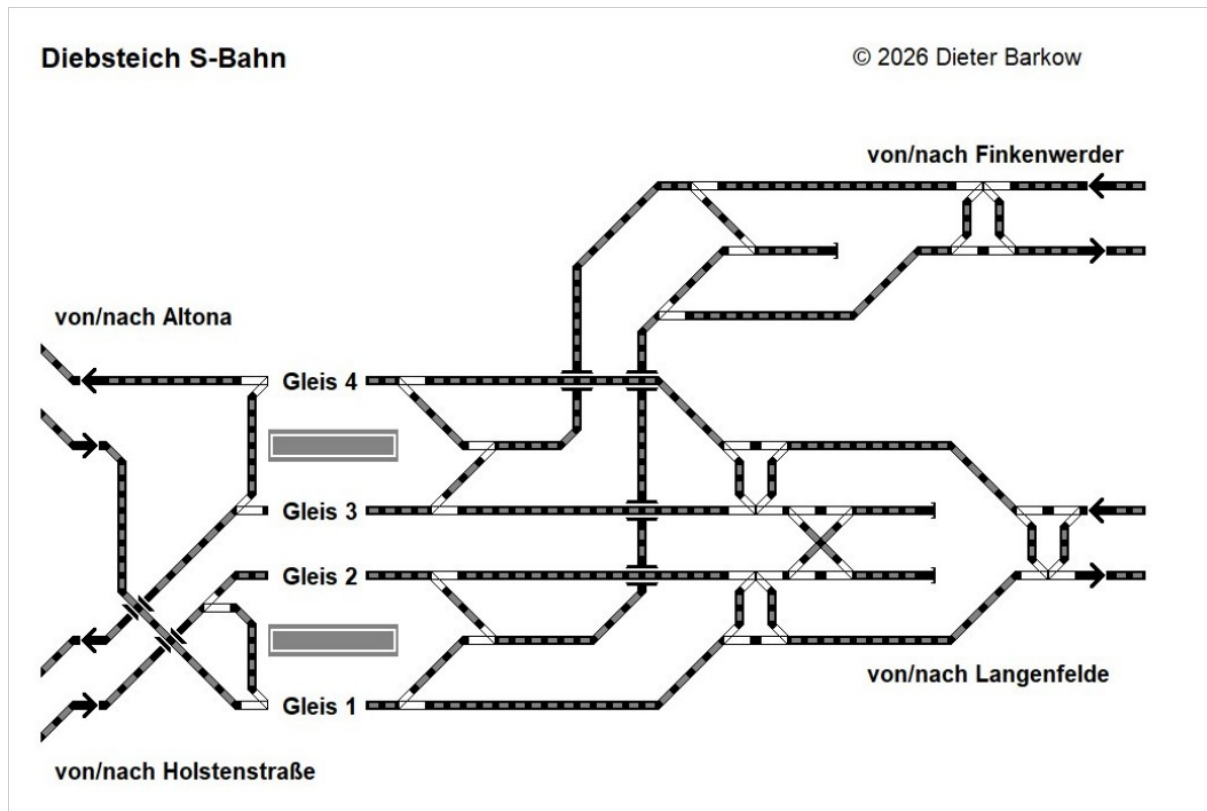 Diebsteich S-Bahn
© 2026 Dieter Barkow
von/nach Finkenwerder
von/nach Altona
Gleis 4
Gleis 3
Gleis 2
von/nach Langenfelde
Gleis 1
von/nach Holstenstraße